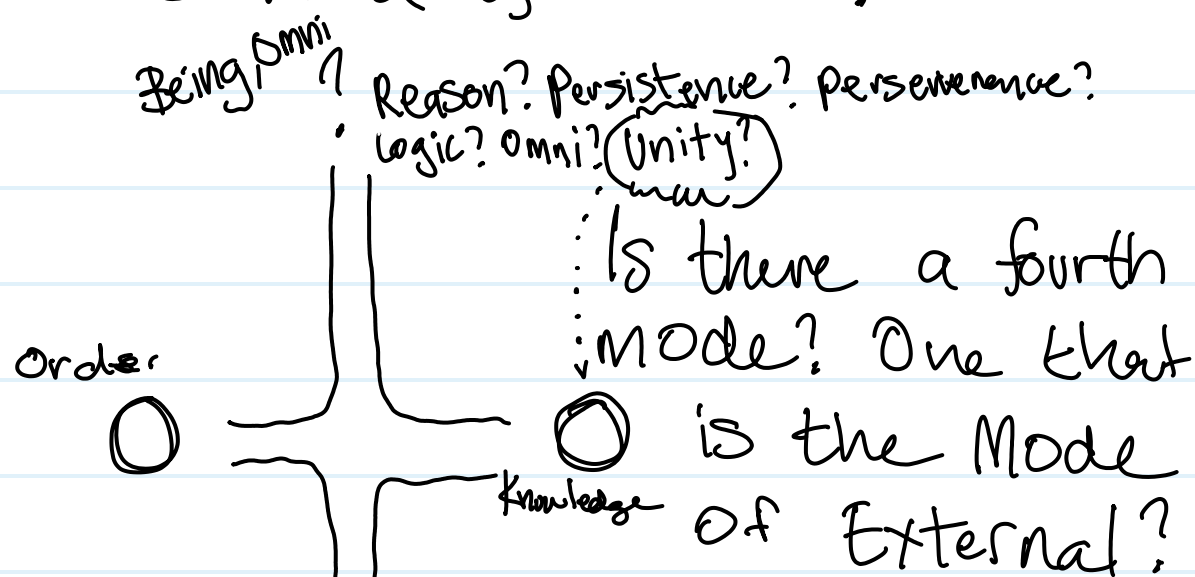 Being, Omni
? Reason? Persistence? Perserverence?
Logic? Omni? Unity?
Is there a fourth
Mode? One that
Order
is the Mode
Knowledge
Of External?